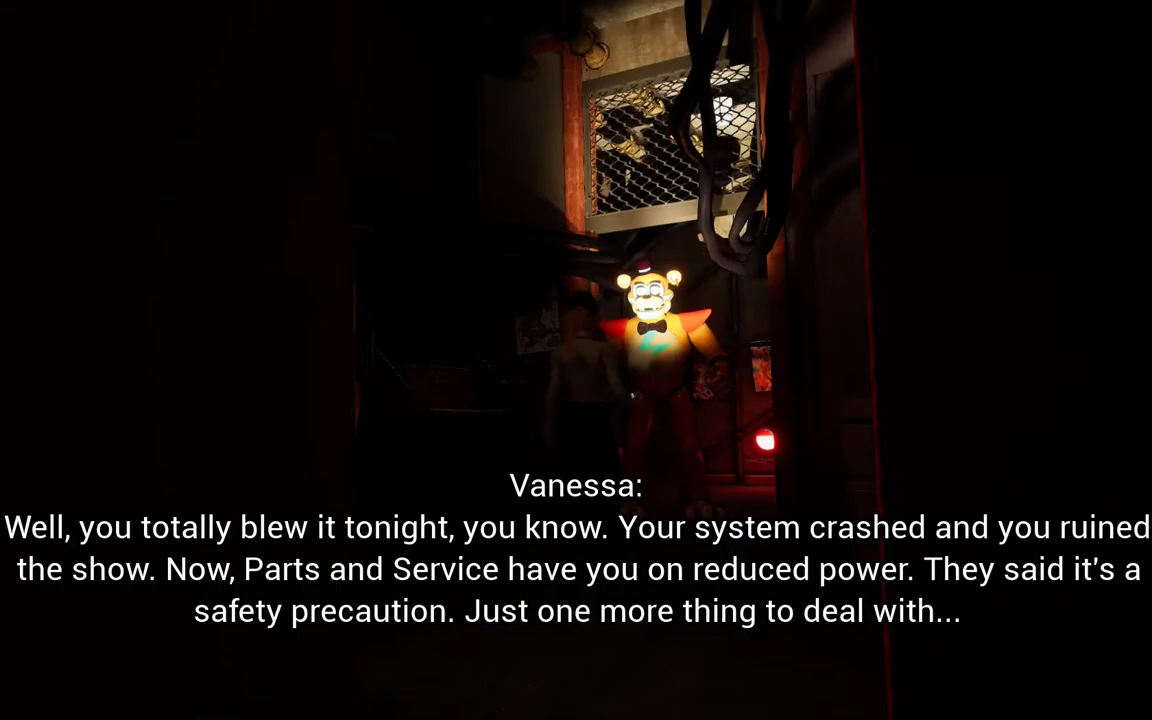 Vanessa:
Well, you totally blew it tonight, you know. Your system crashed and you ruined
the show. Now, Parts and Service have you on reduced power. They said it's a
safety precaution. Just one more thing to deal with...